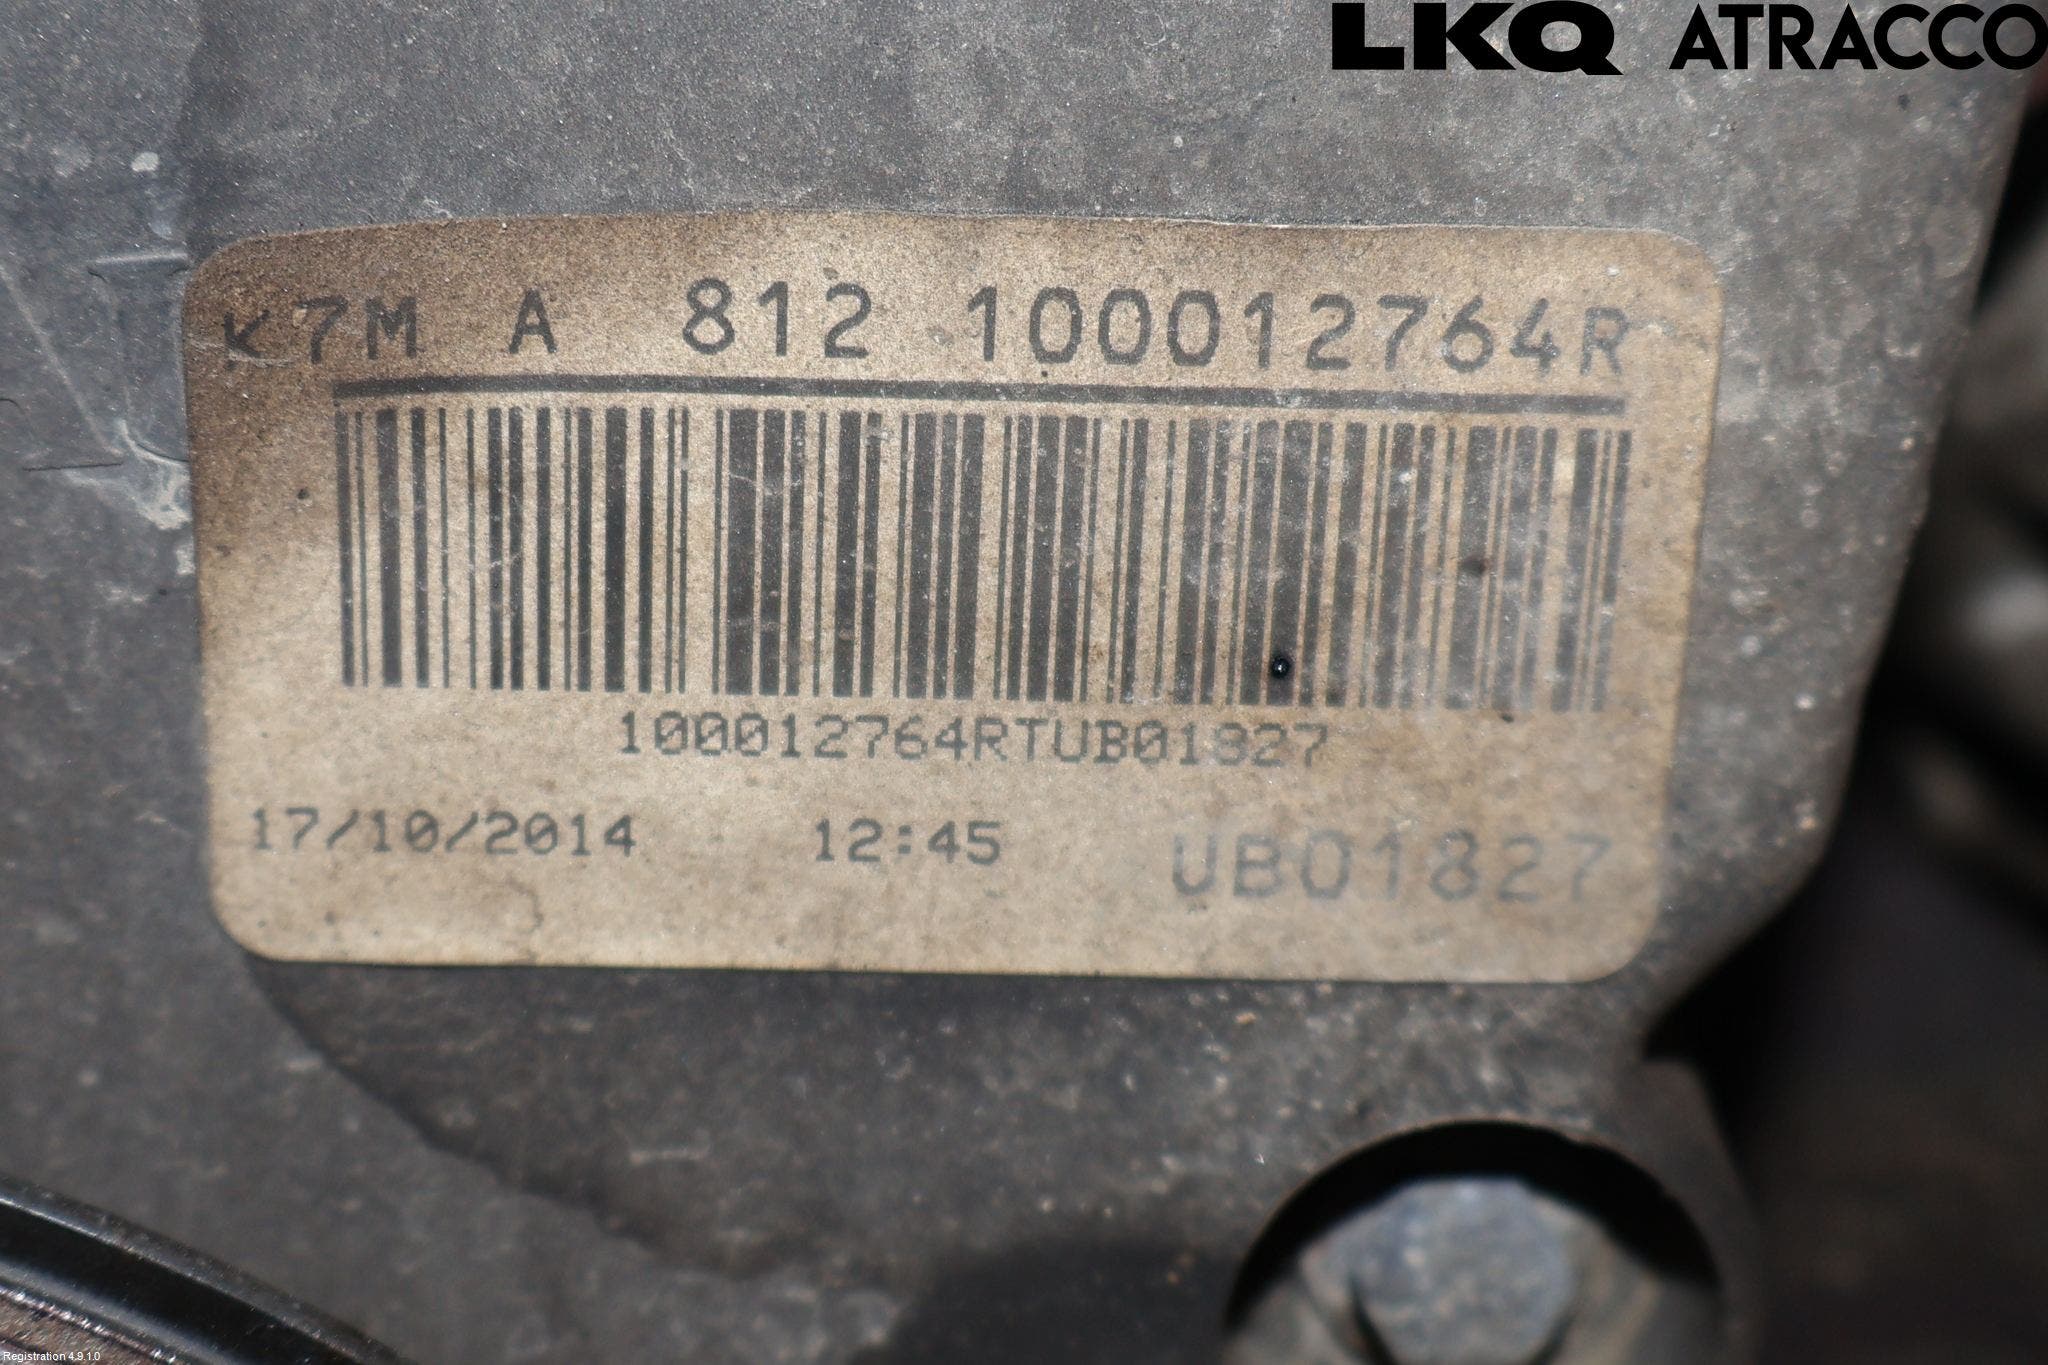 LKQ ATRACCO
K7M A 812 100012764R
100012764RTUB01827
17/10/2014 12:45 UB01827
Registration 4.9.1.0